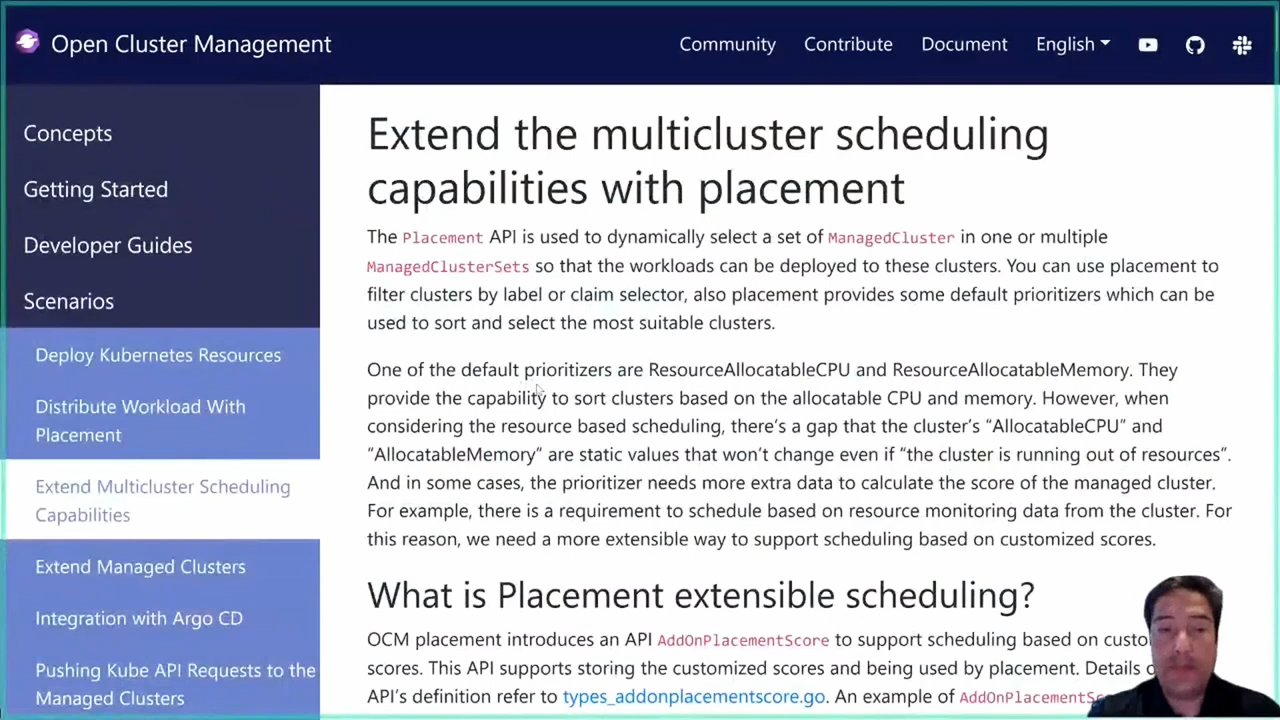 Open Cluster Management
Community
Contribute
Document
English
Concepts
Getting Started
Developer Guides
Scenarios
Deploy Kubernetes Resources
Distribute Workload With
Placement
Extend Multicluster Scheduling
Capabilities
Extend Managed Clusters
Integration with Argo CD
Pushing Kube API Requests to the
Managed Clusters
Extend the multicluster scheduling
capabilities with placement
The Placement API is used to dynamically select a set of ManagedCluster in one or multiple
ManagedClusterSets so that the workloads can be deployed to these clusters. You can use placement to
filter clusters by label or claim selector, also placement provides some default prioritizers which can be
used to sort and select the most suitable clusters.
One of the default prioritizers are ResourceAllocatableCPU and ResourceAllocatableMemory. They
provide the capability to sort clusters based on the allocatable CPU and memory. However, when
considering the resource based scheduling, there’s a gap that the cluster’s “AllocatableCPU” and
“AllocatableMemory” are static values that won’t change even if “the cluster is running out of resources”.
And in some cases, the prioritizer needs more extra data to calculate the score of the managed cluster.
For example, there is a requirement to schedule based on resource monitoring data from the cluster. For
this reason, we need a more extensible way to support scheduling based on customized scores.
What is Placement extensible scheduling?
OCM placement introduces an API AddOnPlacementScore to support scheduling based on
scores. This API supports storing the customized scores and being used by placement. Details
API’s definition refer to types_addonplacementscore.go. An example of